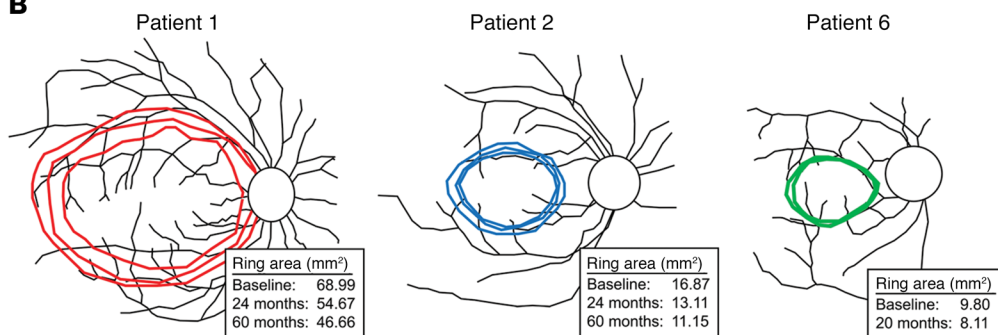 B
Patient 1
Patient 2
Patient 6
Ring area (mm²)
Baseline: 68.99
24 months: 54.67
60 months: 46.66
Ring area (mm²)
Baseline: 16.87
24 months: 13.11
60 months: 11.15
Ring area (mm²)
Baseline: 9.80
20 months: 8.11